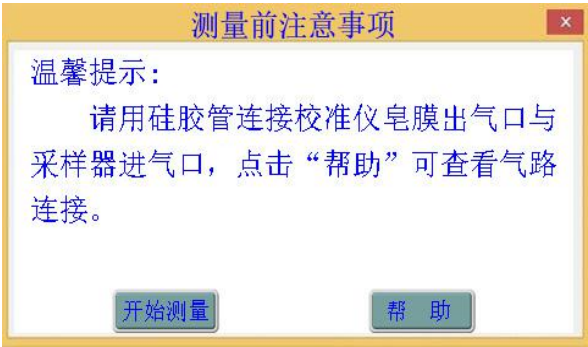 测量前注意事项
温馨提示：
请用硅胶管连接校准仪皂膜出气口与
采样器进气口，点击“帮助”可查看气路
连接。
开始测量 帮 助